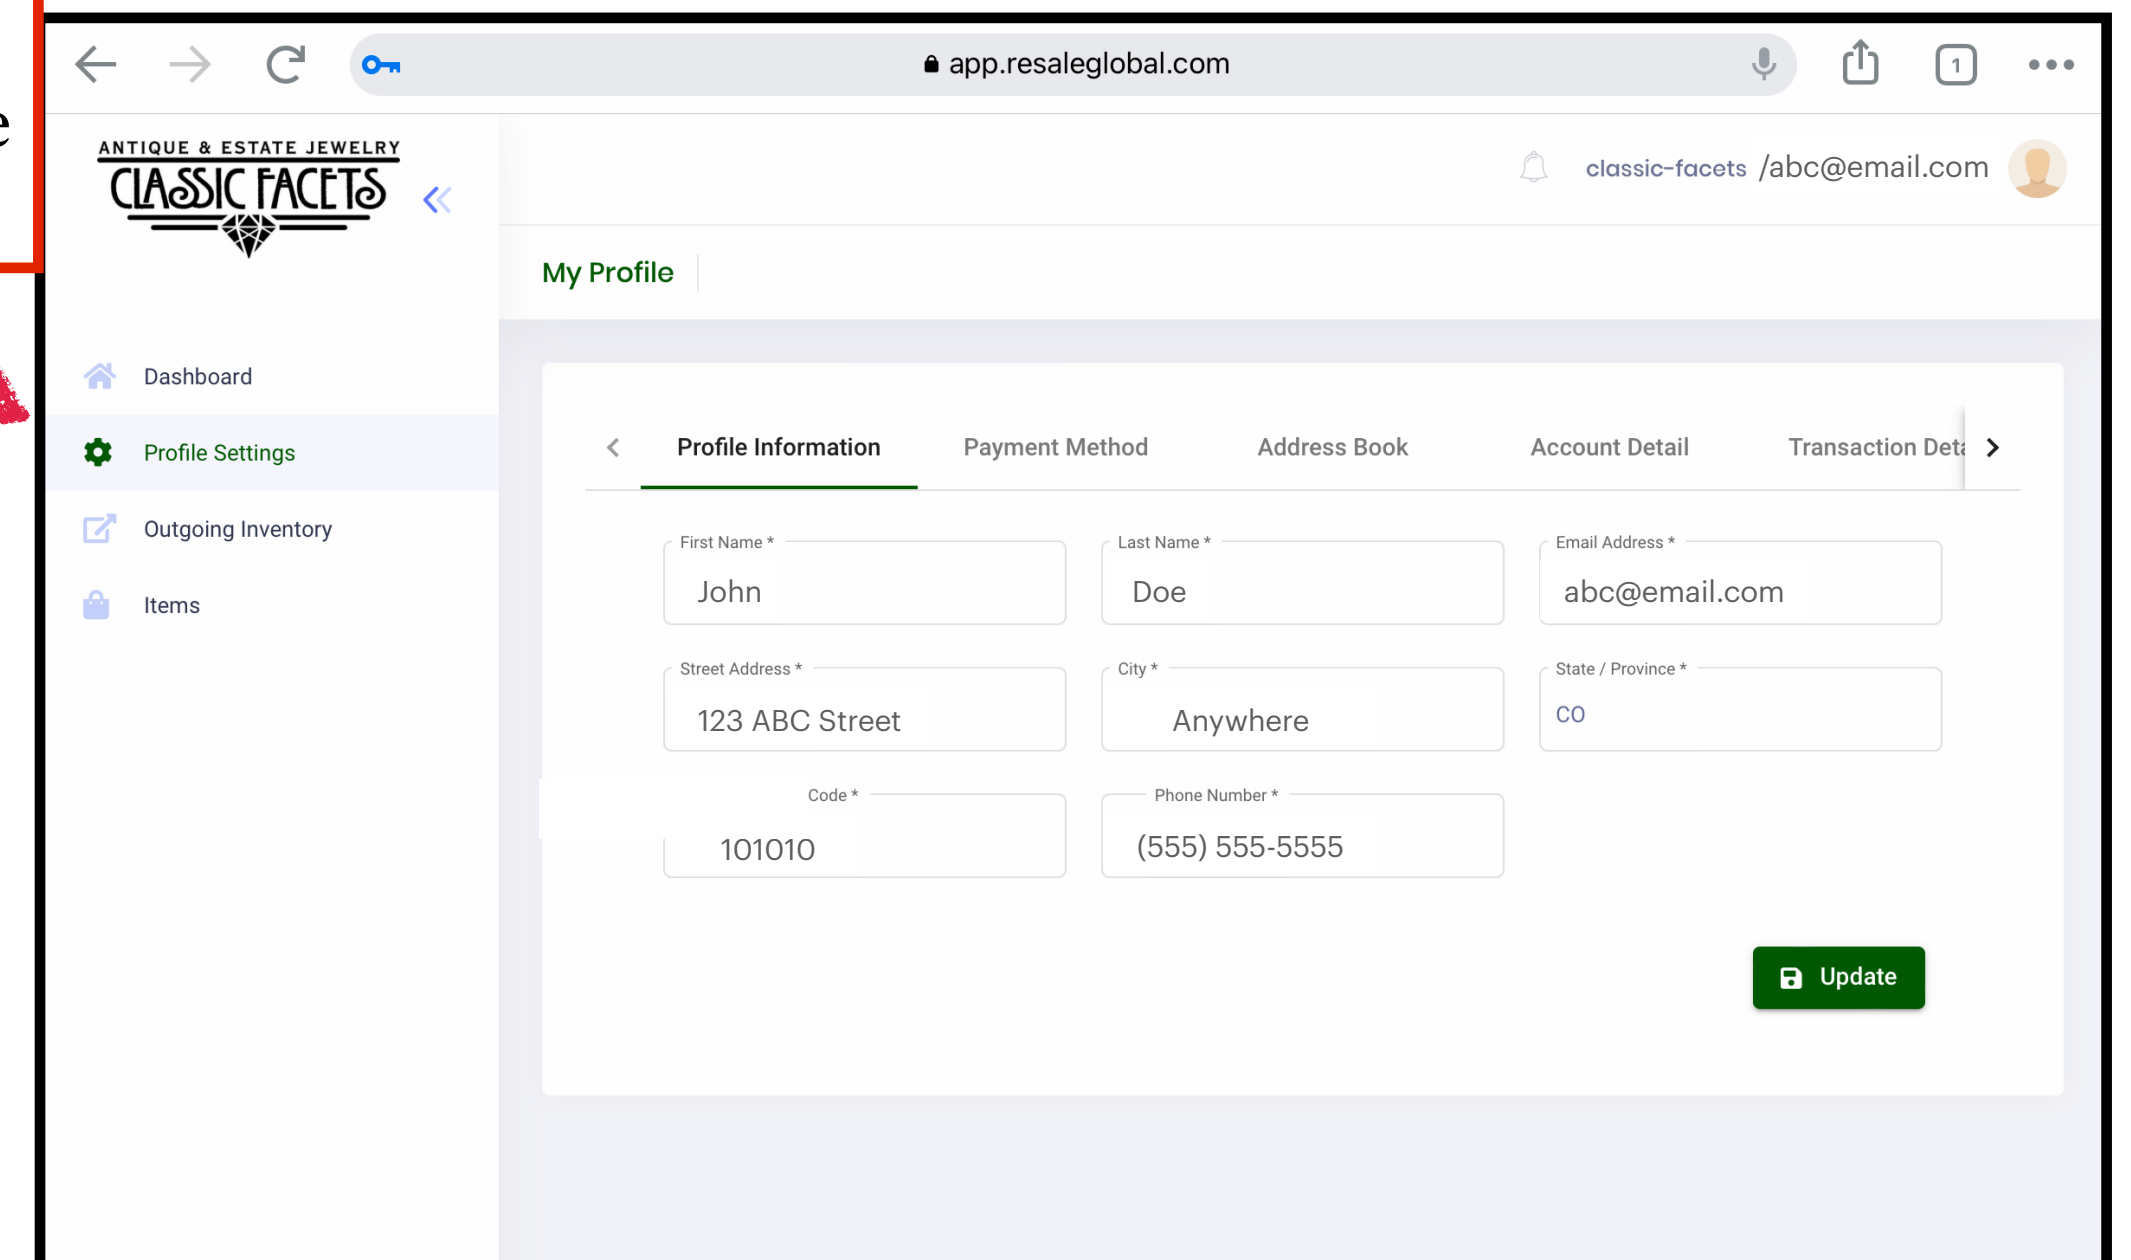 e
app.resaleglobal.com
1
ANTIQUE & ESTATE JEWELRY
CLASSIC FACETS
classic-facets /abc@email.com
My Profile
Dashboard
Profile Settings
Outgoing Inventory
Items
Profile Information Payment Method Address Book Account Detail Transaction Deta
First Name * Last Name * Email Address *
John Doe abc@email.com
Street Address * City * State / Province *
123 ABC Street Anywhere CO
Code * Phone Number *
101010 (555) 555-5555
Update